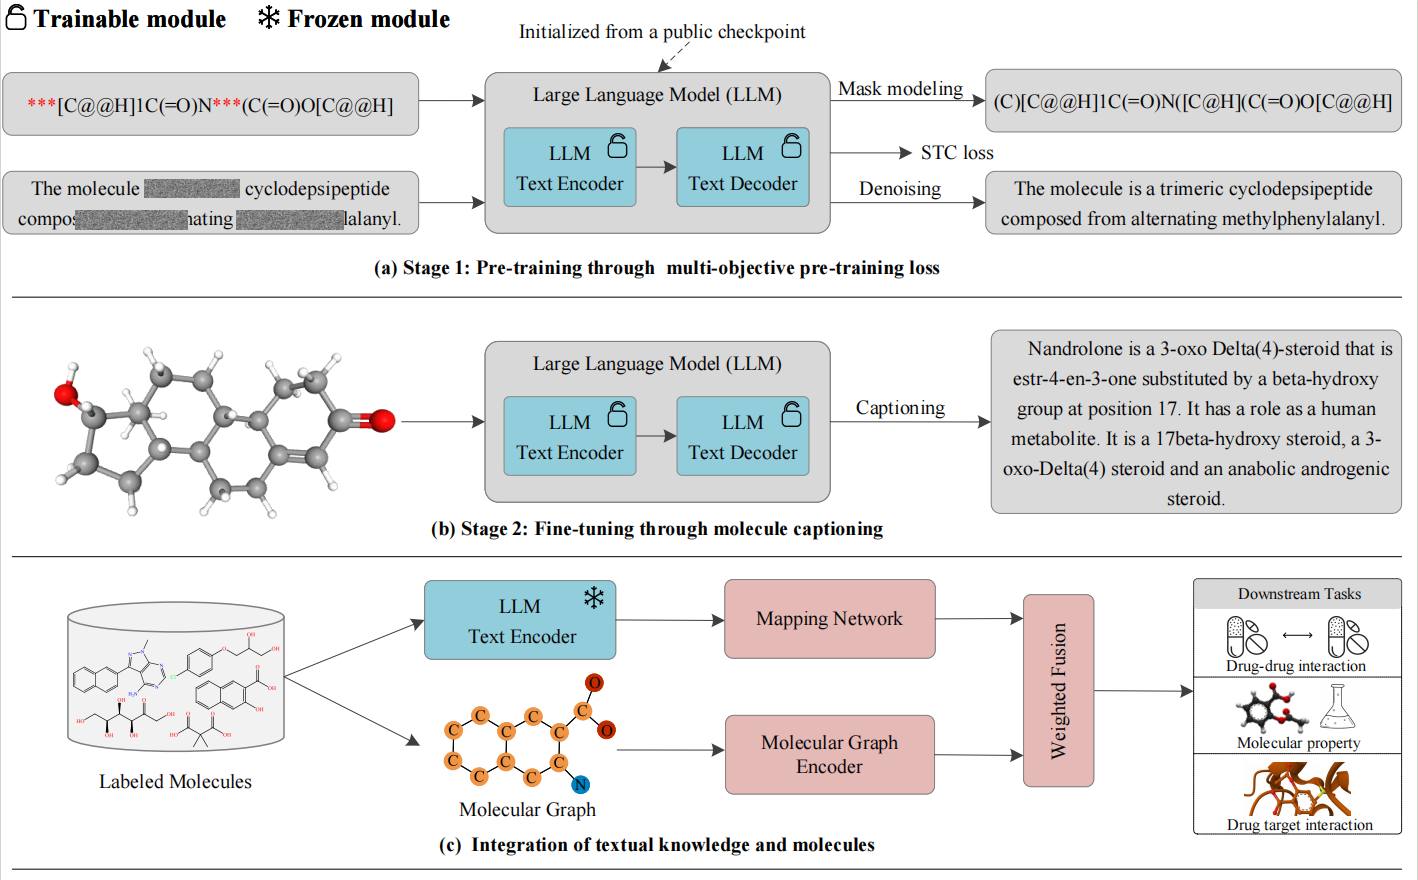 Trainable module
Frozen module
Initialized from a public checkpoint
***[C@@H]1C(=O)N***(C(=O)O[C@@H]
Large Language Model (LLM)
LLM
Text Encoder
LLM
Text Decoder
Mask modeling
(C)[C@@H]1C(=O)N([C@H](C(=O)O[C@@H]
STC loss
The molecule cyclodepsipeptide
compos nating lalanyl.
Denoising
The molecule is a trimeric cyclodepsipeptide
composed from alternating methylphenylalanyl.
(a) Stage 1: Pre-training through multi-objective pre-training loss
Large Language Model (LLM)
LLM
Text Encoder
LLM
Text Decoder
Captioning
Nandrolone is a 3-oxo Delta(4)-steroid that is
estr-4-en-3-one substituted by a beta-hydroxy
group at position 17. It has a role as a human
metabolite. It is a 17beta-hydroxy steroid, a 3-
oxo-Delta(4) steroid and an anabolic androgenic
steroid.
(b) Stage 2: Fine-tuning through molecule captioning
Labeled Molecules
LLM
Text Encoder
Mapping Network
C C C C C C C C C C C O O N
Molecular Graph
Molecular Graph
Encoder
Weighted Fusion
Downstream Tasks
Drug-drug interaction
Molecular property
Drug target interaction
(c) Integration of textual knowledge and molecules